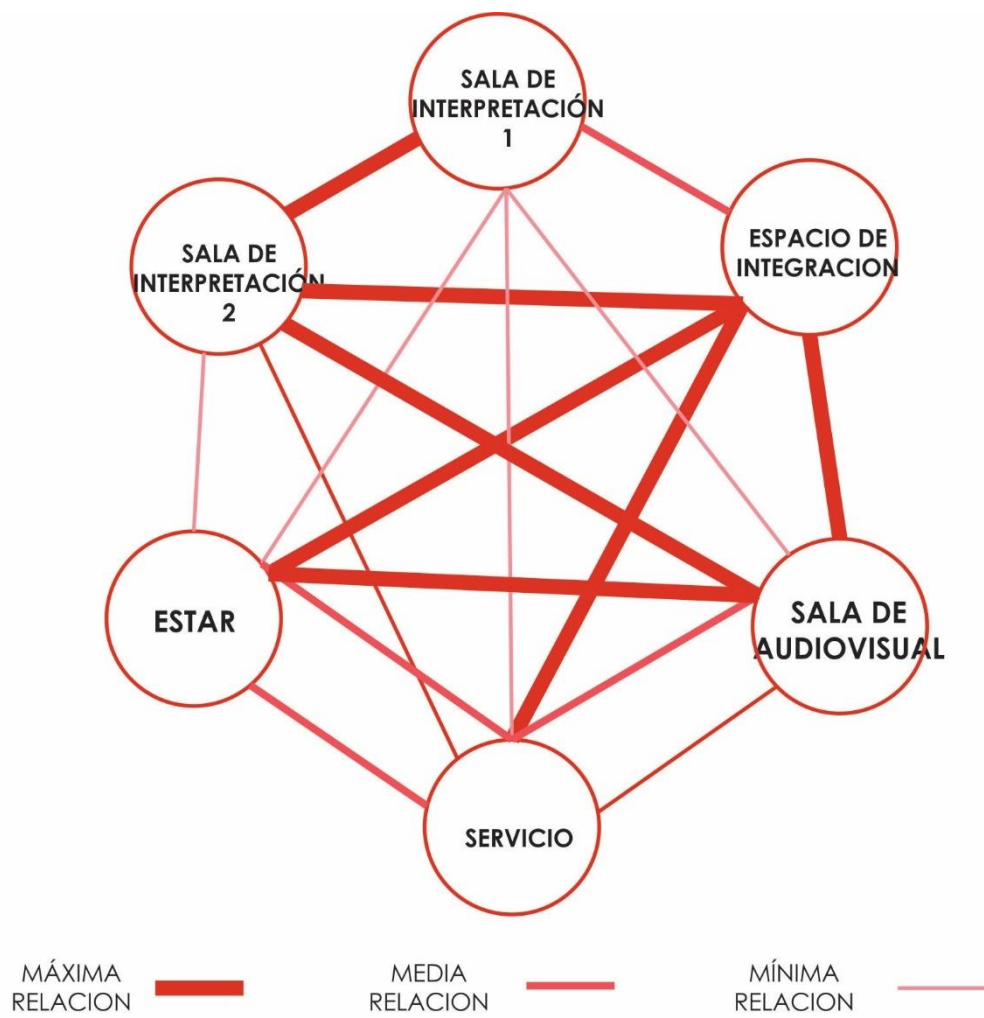 SALA DE
INTERPRETACIÓN
1
ESPACIO DE
INTEGRACION
SALA DE
INTERPRETACIÓN
2
ESTAR
SALA DE
AUDIOVISUAL
SERVICIO
MÁXIMA
RELACION
MEDIA
RELACION
MÍNIMA
RELACION